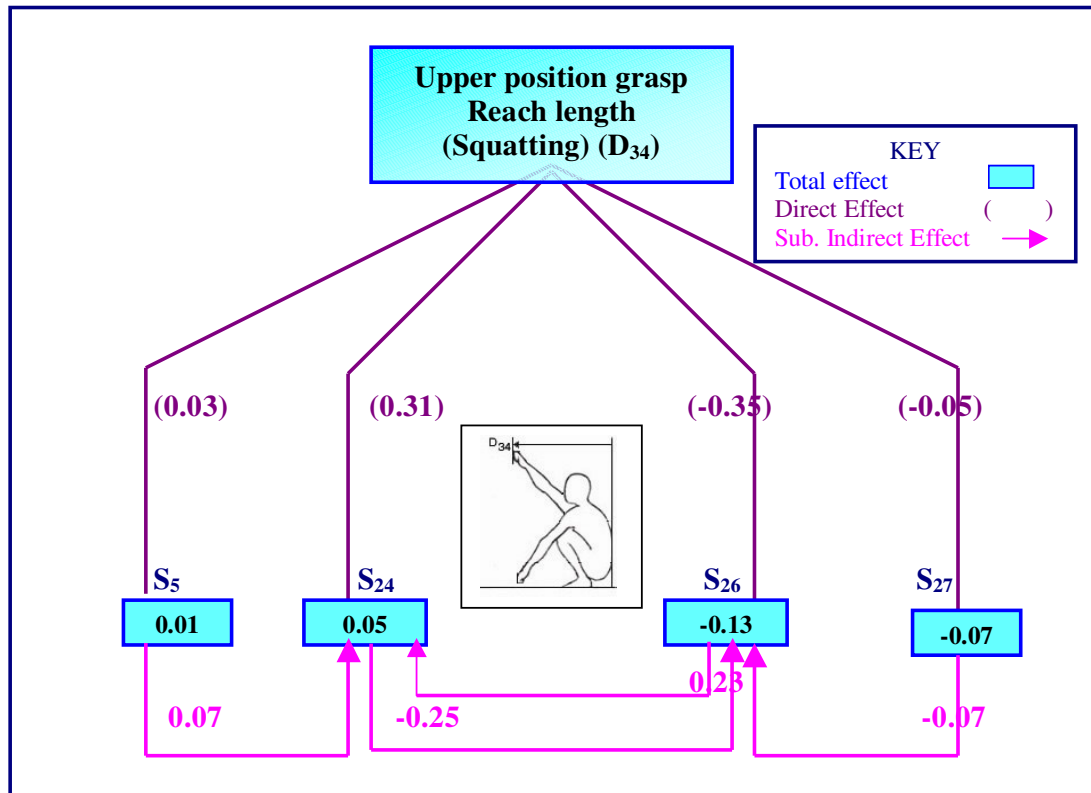 Upper position grasp
Reach length
(Squatting) (D₃₄)
KEY
Total effect
Direct Effect ( )
Sub. Indirect Effect
(0.03) (0.31) (-0.35) (-0.05)
D₃₄
S₅ S₂₄ S₂₆ S₂₇
0.01 0.05 -0.13 -0.07
0.23
0.07 -0.25 -0.07